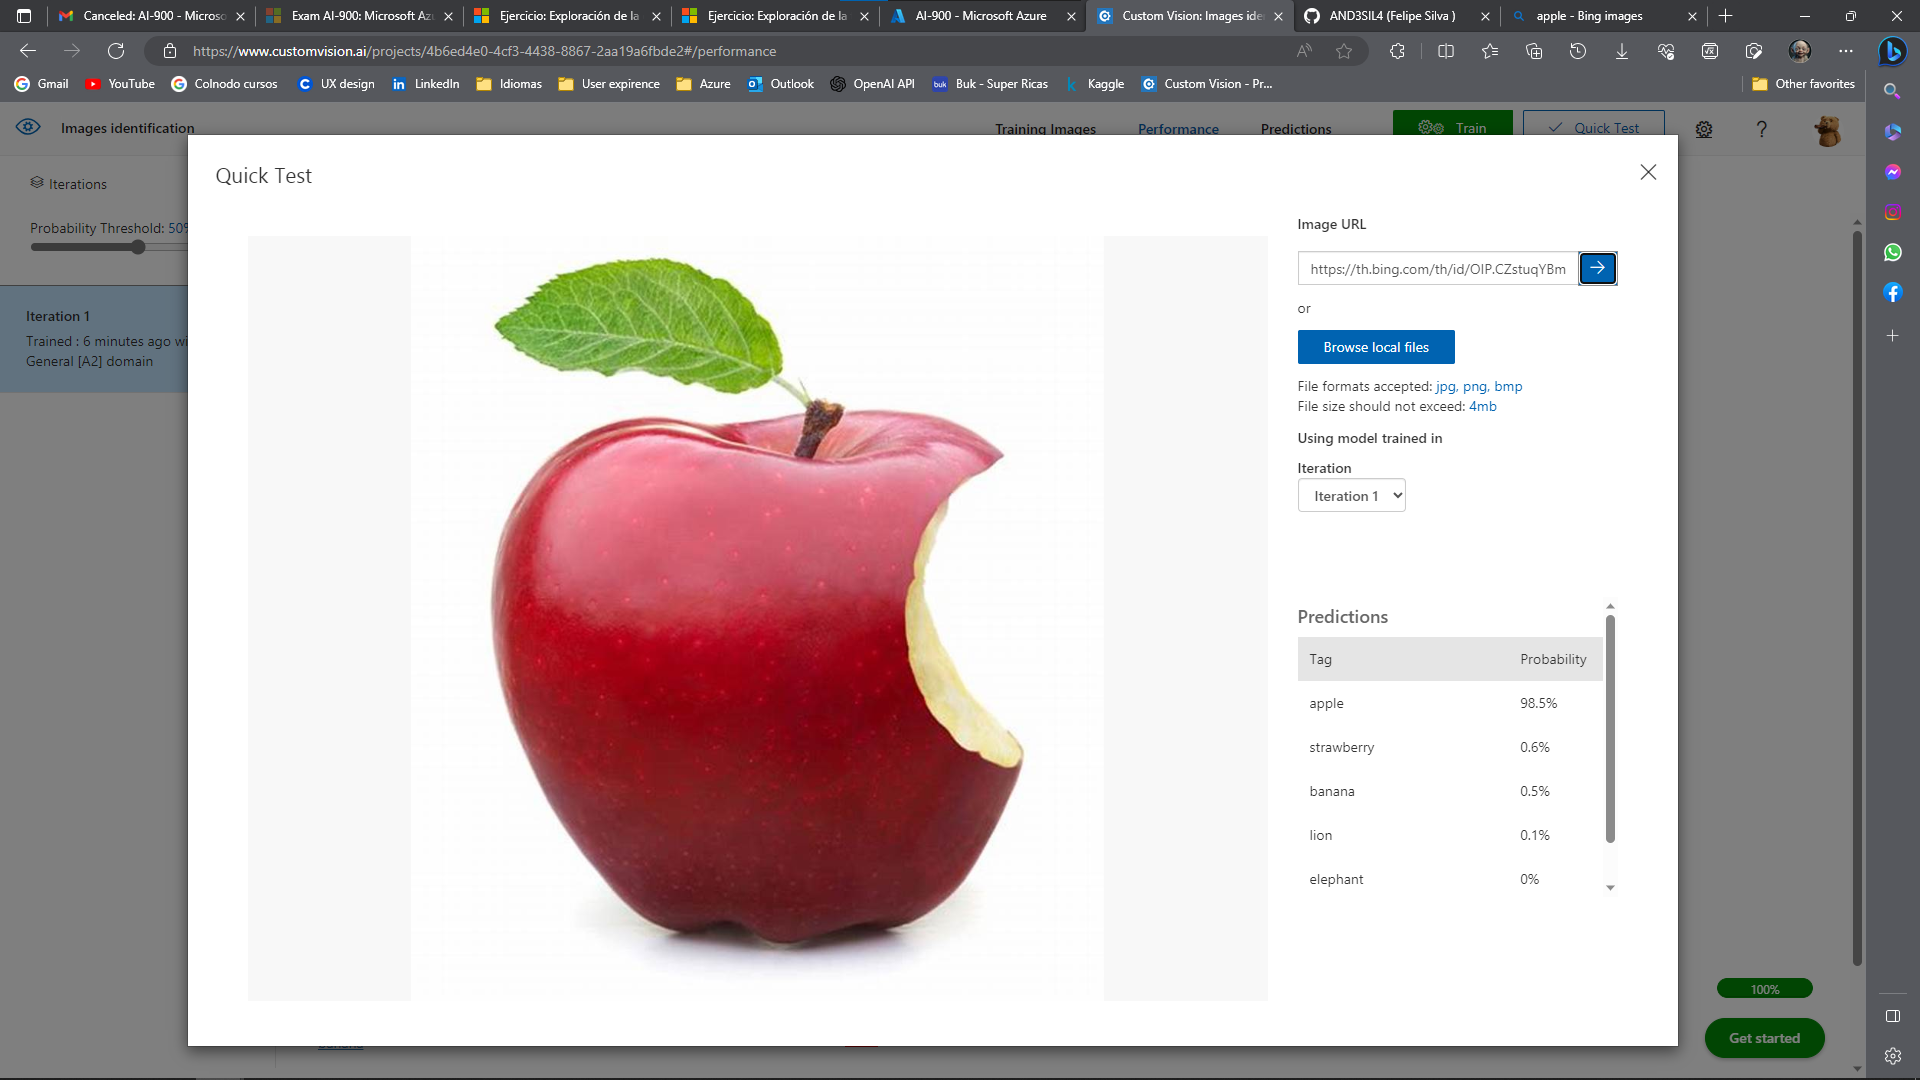 Canceled: AI-900 - Microso
Exam AI-900: Microsoft Azu
Ejercicio: Exploración de la
Ejercicio: Exploración de la
AI-900 - Microsoft Azure
Custom Vision: Images ide
AND3SIL4 (Felipe Silva )
apple - Bing images
https://www.customvision.ai/projects/4b6ed4e0-4cf3-4438-8867-2aa19a6fbde2#/performance
Gmail
YouTube
Colnodo cursos
UX design
LinkedIn
Idiomas
User expirence
Azure
Outlook
OpenAI API
Buk - Super Ricas
Kaggle
Custom Vision - Pr...
Other favorites
Images identification
Training Images
Performance
Predictions
Train
Quick Test
Iterations
Probability Threshold: 50%
Iteration 1
Trained : 6 minutes ago wi
General [A2] domain
Quick Test
Image URL
https://th.bing.com/th/id/OIP.CZstuqYBm
or
Browse local files
File formats accepted: jpg, png, bmp
File size should not exceed: 4mb
Using model trained in
Iteration
Iteration 1
Predictions
Tag Probability
apple 98.5%
strawberry 0.6%
banana 0.5%
lion 0.1%
elephant 0%
100%
Get started